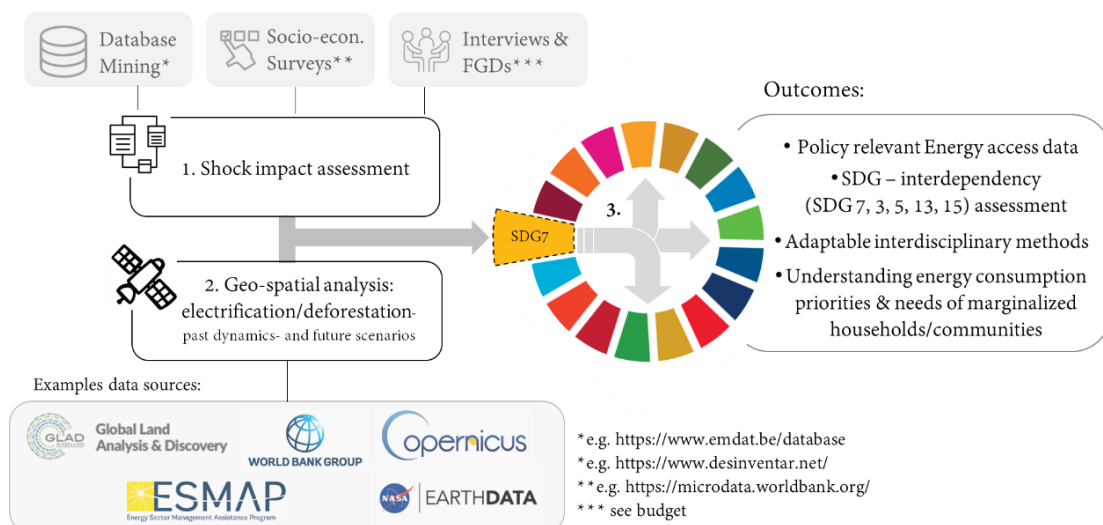 Database
Mining*
Socio-econ.
Surveys**
Interviews &
FGDs***
1. Shock impact assessment
2. Geo-spatial analysis:
electrification/deforestation-
past dynamics- and future scenarios
SDG7
3.
Outcomes:
• Policy relevant Energy access data
• SDG – interdependency
(SDG 7, 3, 5, 13, 15) assessment
• Adaptable interdisciplinary methods
• Understanding energy consumption
priorities & needs of marginalized
households/communities
Examples data sources:
GLAD
Global Land
Analysis & Discovery
WORLD BANK GROUP
Copernicus
ESMAP
Energy Sector Management Assistance Program
NASA
EARTHDATA
*e.g. https://www.emdat.be/database
*e.g. https://www.desinventar.net/
**e.g. https://microdata.worldbank.org/
*** see budget